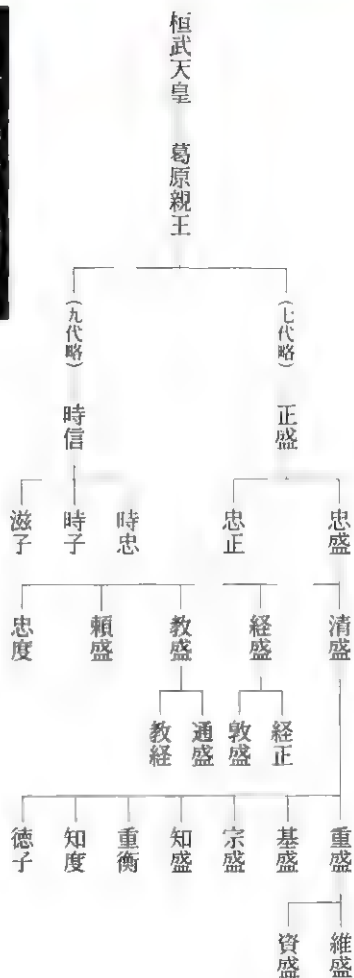 桓武天皇
葛原親王
(七代略)
正盛
忠盛
清盛
重盛
維盛
資盛
基盛
宗盛
知盛
重衡
知度
徳子
経盛
経正
敦盛
教盛
通盛
教経
頼盛
忠度
忠正
(九代略)
時信
時忠
時子
滋子